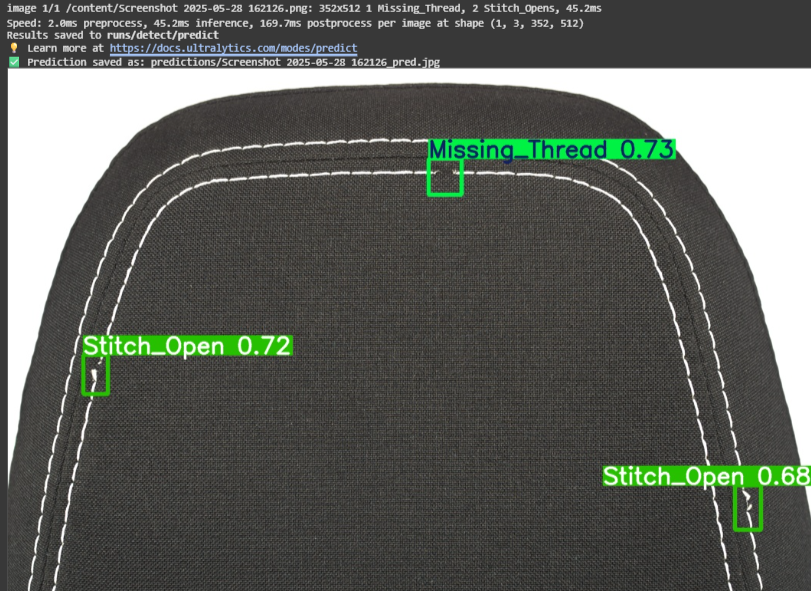 image 1/1 /content/Screenshot 2025-05-28 162126.png: 352x512 1 Missing_Thread, 2 Stitch_Opens, 45.2ms
Speed: 2.0ms preprocess, 45.2ms inference, 169.7ms postprocess per image at shape (1, 3, 352, 512)
Results saved to runs/detect/predict
💡 Learn more at https://docs.ultralytics.com/modes/predict
✅ Prediction saved as: predictions/Screenshot 2025-05-28 162126_pred.jpg
Missing_Thread 0.73
Stitch_Open 0.72
Stitch_Open 0.68